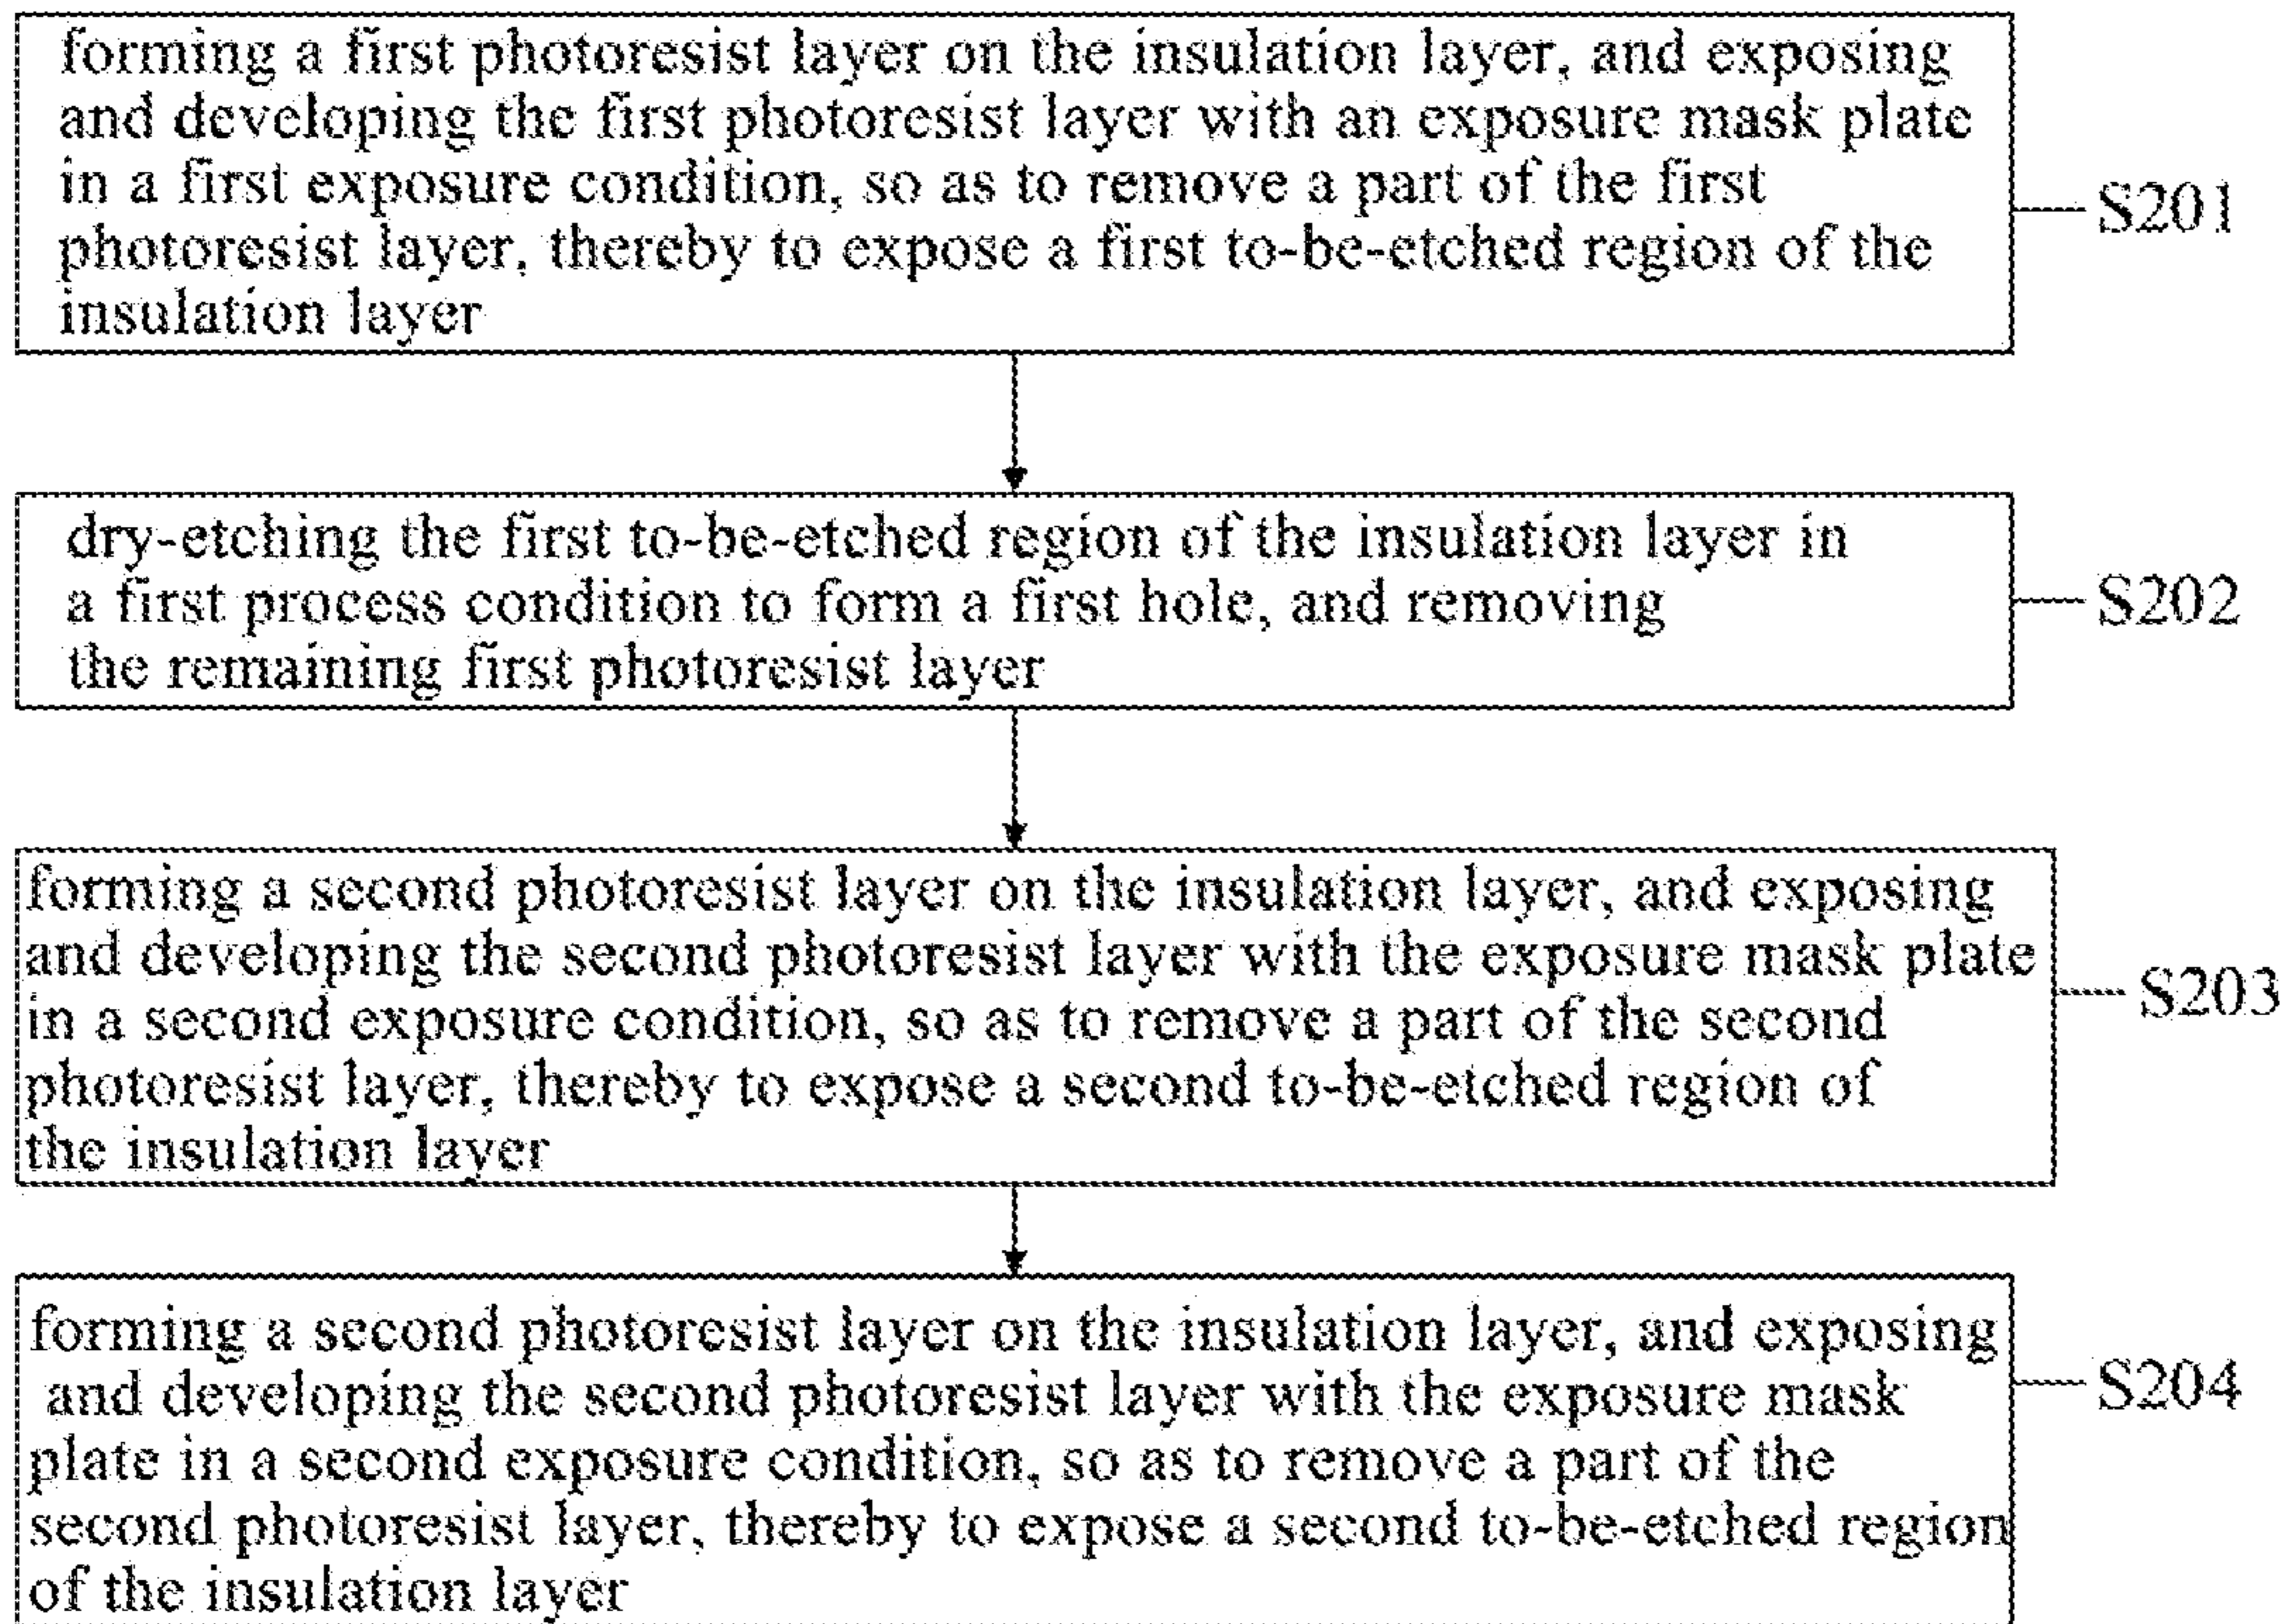 forming a first photoresist layer on the insulation layer, and exposing
and developing the first photoresist layer with an exposure mask plate
in a first exposure condition, so as to remove a part of the first
photoresist layer, thereby to expose a first to-be-etched region of the
insulation layer
S201
dry-etching the first to-be-etched region of the insulation layer in
a first process condition to form a first hole, and removing
the remaining first photoresist layer
S202
forming a second photoresist layer on the insulation layer, and exposing
and developing the second photoresist layer with the exposure mask plate
in a second exposure condition, so as to remove a part of the second
photoresist layer, thereby to expose a second to-be-etched region of
the insulation layer
S203
forming a second photoresist layer on the insulation layer, and exposing
and developing the second photoresist layer with the exposure mask
plate in a second exposure condition, so as to remove a part of the
second photoresist layer, thereby to expose a second to-be-etched region
of the insulation layer
S204